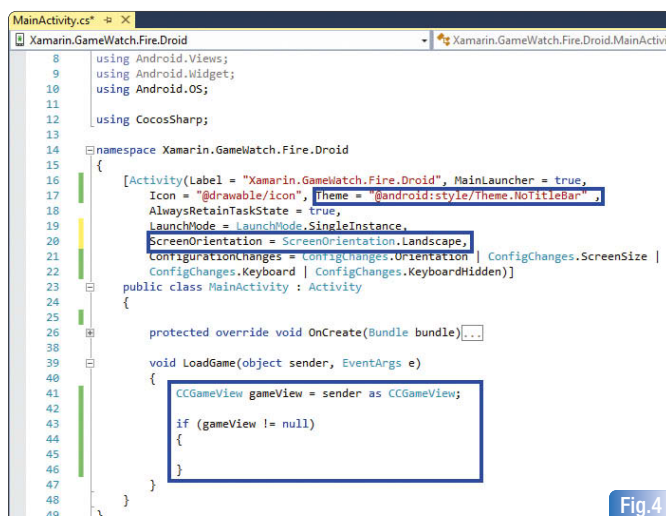 MainActivity.cs*
Xamarin.GameWatch.Fire.Droid Xamarin.GameWatch.Fire.Droid.MainActivi
8 using Android.Views;
9 using Android.Widget;
10 using Android.OS;
11
12 using CocosSharp;
13
14 namespace Xamarin.GameWatch.Fire.Droid
15 {
16 [Activity(Label = "Xamarin.GameWatch.Fire.Droid", MainLauncher = true,
17 Icon = "@drawable/icon", Theme = "@android:style/Theme.NoTitleBar" ,
18 AlwaysRetainTaskState = true,
19 LaunchMode = LaunchMode.SingleInstance,
20 ScreenOrientation = ScreenOrientation.Landscape,
21 ConfigurationChanges = ConfigChanges.Orientation | ConfigChanges.ScreenSize |
22 ConfigChanges.Keyboard | ConfigChanges.KeyboardHidden)]
23 public class MainActivity : Activity
24 {
25
26 protected override void OnCreate(Bundle bundle)...
38
39 void LoadGame(object sender, EventArgs e)
40 {
41 CCGameView gameView = sender as CCGameView;
42
43 if (gameView != null)
44 {
45
46 }
47 }
48 }
49 }
Fig.4